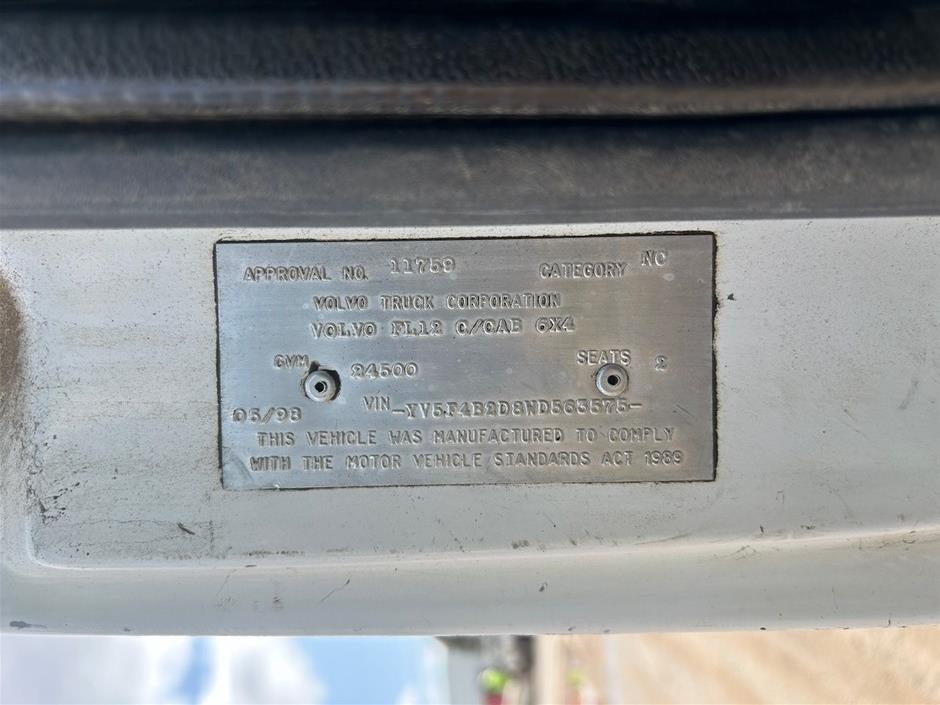 APPROVAL NO. 11759 CATEGORY NC
VOLVO TRUCK CORPORATION
VOLVO FL12 C/CAB 6X4
GVM 24500 SEATS 2
05/98 VIN -YV5F4B2D8WD563575-
THIS VEHICLE WAS MANUFACTURED TO COMPLY
WITH THE MOTOR VEHICLE STANDARDS ACT 1989